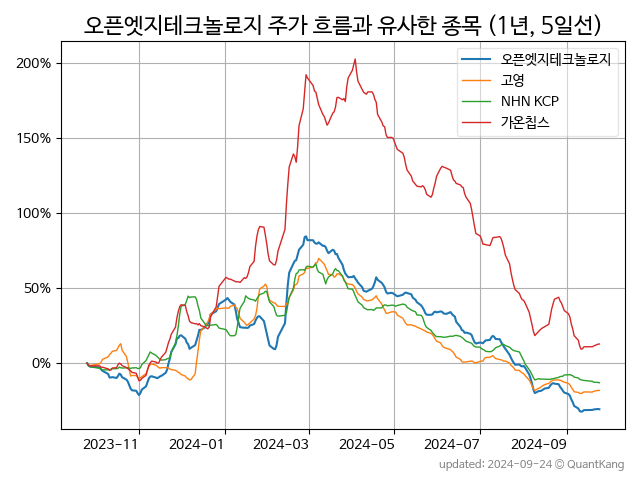 오픈엣지테크놀로지 주가 흐름과 유사한 종목 (1년, 5일선)
오픈엣지테크놀로지
고영
NHN KCP
가온칩스
200%
150%
100%
50%
0%
2023-11
2024-01
2024-03
2024-05
2024-07
2024-09
updated: 2024-09-24 © QuantKang